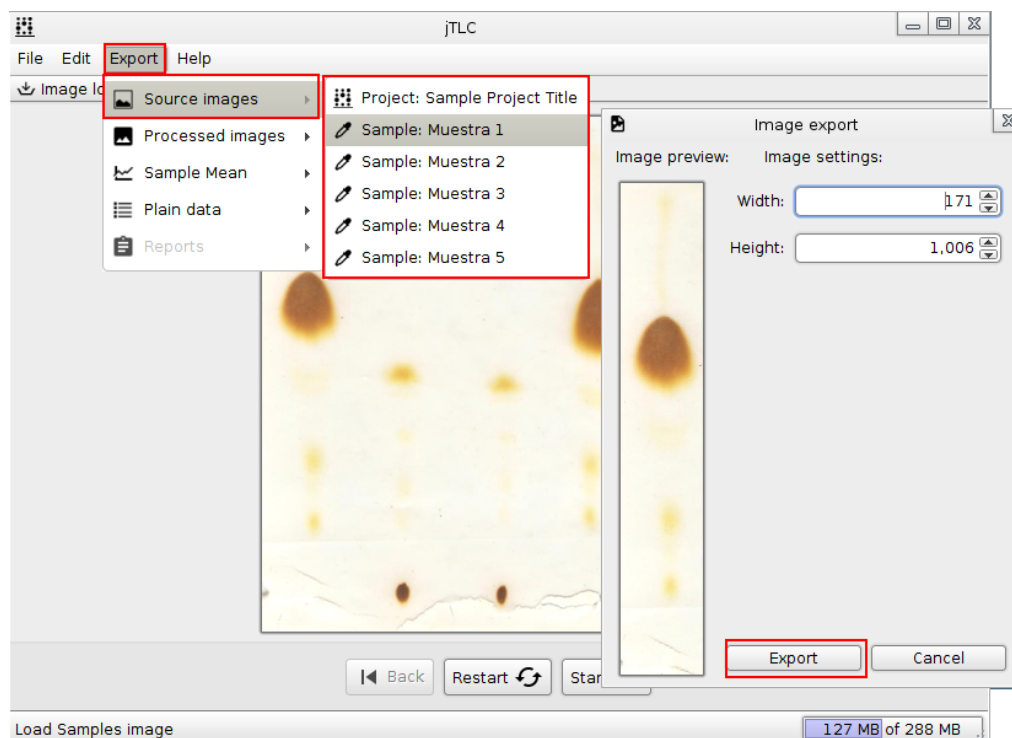 jTLC
File Edit Export Help
Image lo
Source images
Processed images
Sample Mean
Plain data
Reports
Project: Sample Project Title
Sample: Muestra 1
Sample: Muestra 2
Sample: Muestra 3
Sample: Muestra 4
Sample: Muestra 5
Image export
Image preview: Image settings:
Width: 171
Height: 1,006
Export Cancel
Back Restart Star
Load Samples image 127 MB of 288 MB